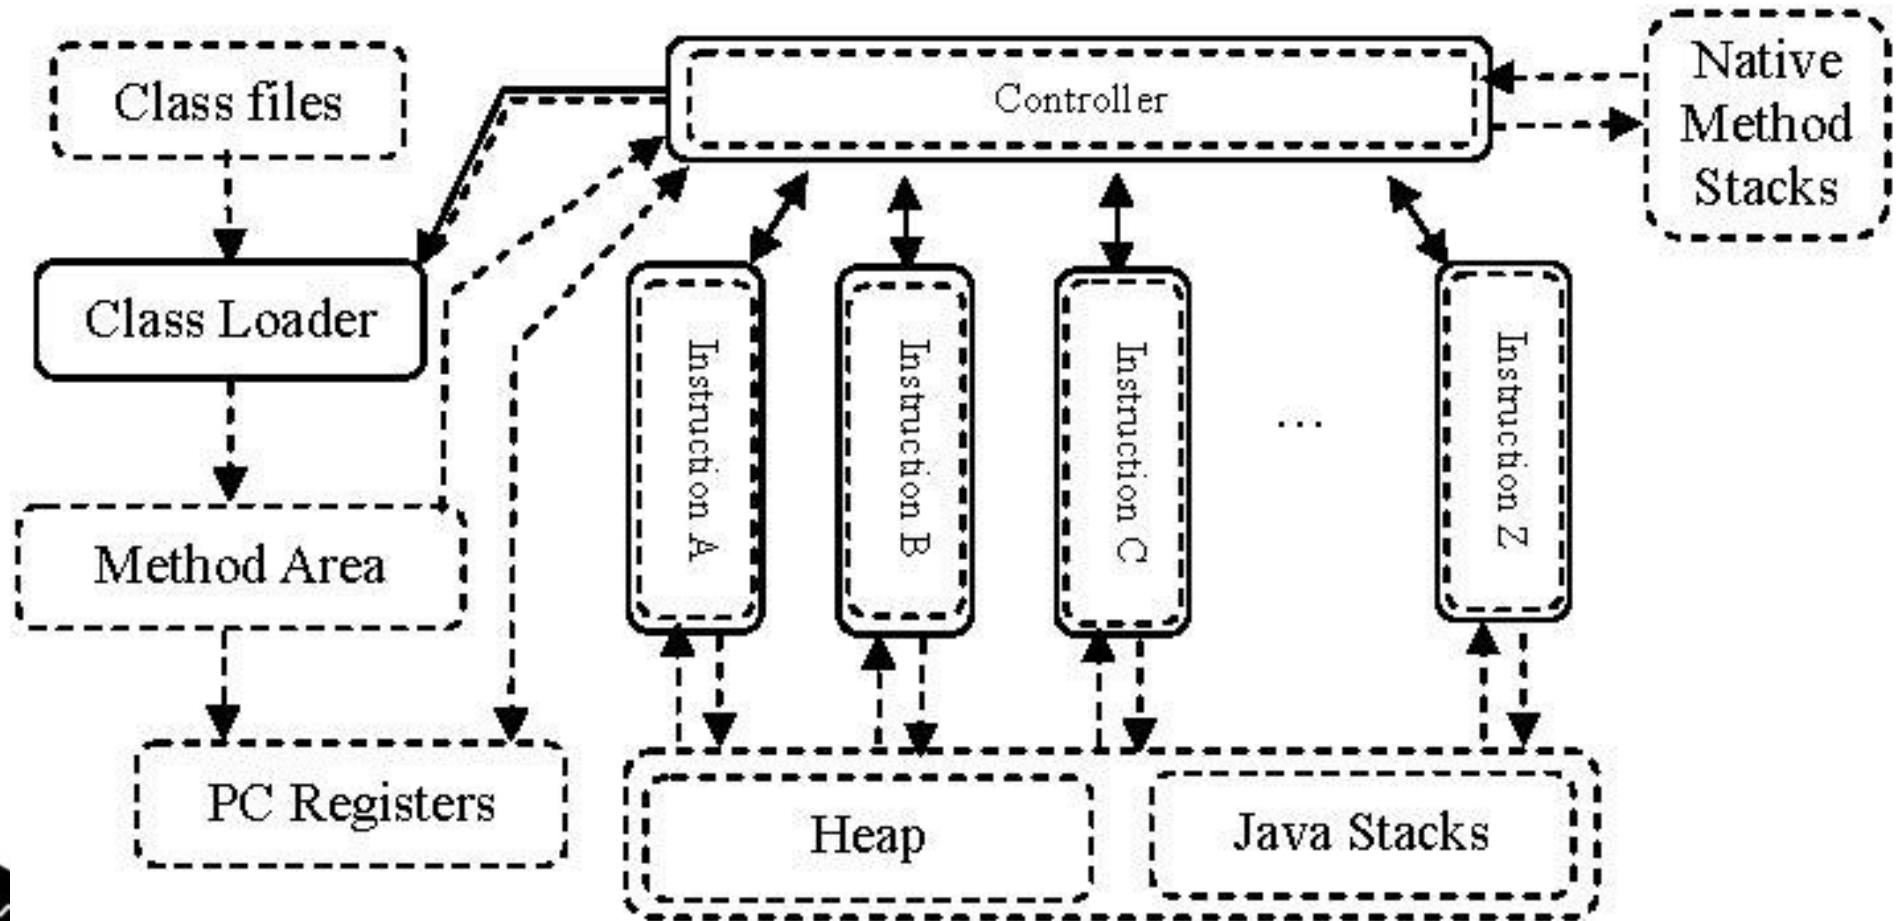 Class files
Controller
Native
Method
Stacks
Class Loader
Instruction A
Instruction B
Instruction C
...
Instruction Z
Method Area
PC Registers
Heap
Java Stacks